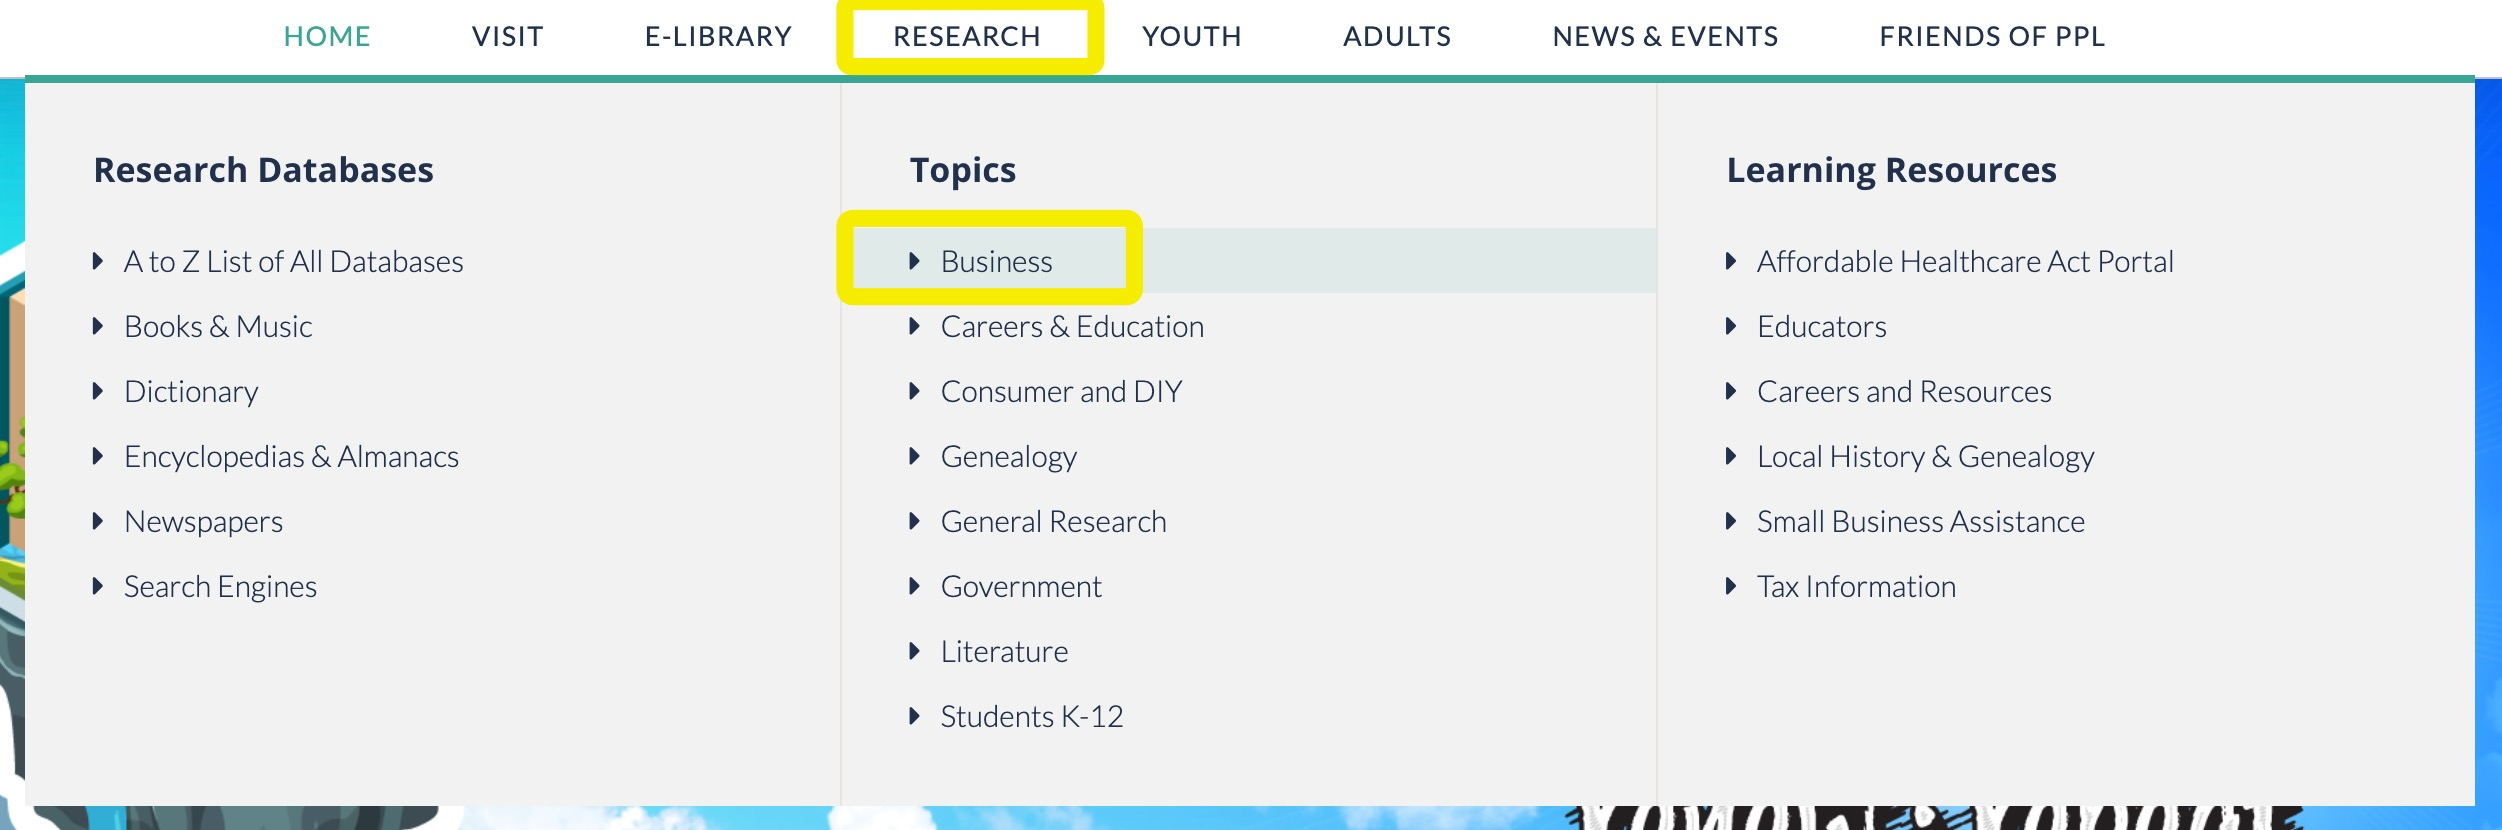 HOME VISIT E-LIBRARY RESEARCH YOUTH ADULTS NEWS & EVENTS FRIENDS OF PPL
Research Databases
A to Z List of All Databases
Books & Music
Dictionary
Encyclopedias & Almanacs
Newspapers
Search Engines
Topics
Business
Careers & Education
Consumer and DIY
Genealogy
General Research
Government
Literature
Students K-12
Learning Resources
Affordable Healthcare Act Portal
Educators
Careers and Resources
Local History & Genealogy
Small Business Assistance
Tax Information